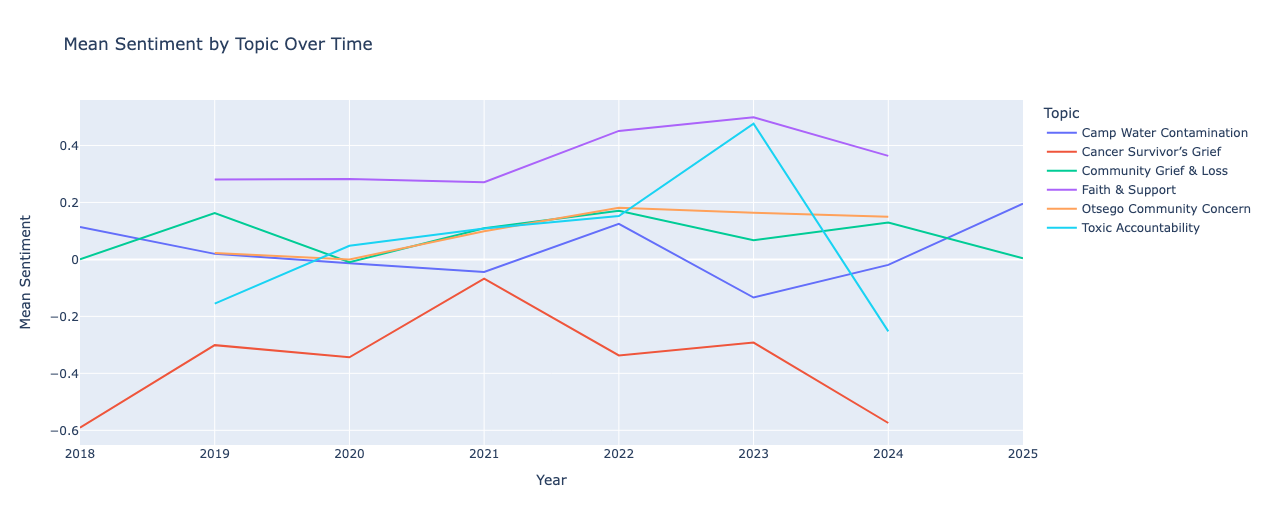 Mean Sentiment by Topic Over Time
Mean Sentiment
0.4
0.2
0
−0.2
−0.4
−0.6
2018 2019 2020 2021 2022 2023 2024 2025
Year
Topic
Camp Water Contamination
Cancer Survivor’s Grief
Community Grief & Loss
Faith & Support
Otsego Community Concern
Toxic Accountability